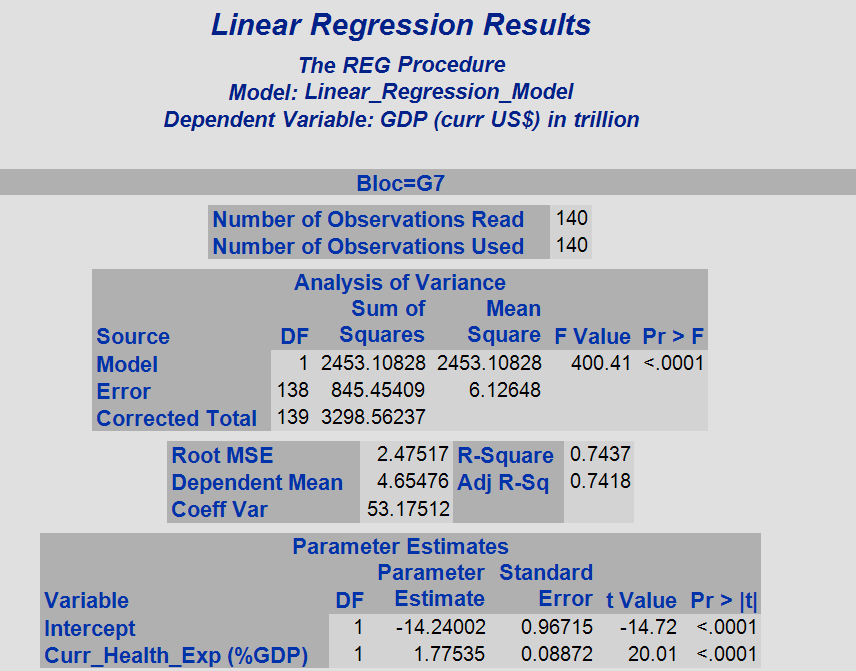 Linear Regression Results
The REG Procedure
Model: Linear_Regression_Model
Dependent Variable: GDP (curr US$) in trillion
Bloc=G7
Number of Observations Read 140
Number of Observations Used 140
Analysis of Variance
Sum of Mean
Source DF Squares Square F Value Pr > F
Model 1 2453.10828 2453.10828 400.41 <.0001
Error 138 845.45409 6.12648
Corrected Total 139 3298.56237
Root MSE 2.47517 R-Square 0.7437
Dependent Mean 4.65476 Adj R-Sq 0.7418
Coeff Var 53.17512
Parameter Estimates
Parameter Standard
Variable DF Estimate Error t Value Pr > |t|
Intercept 1 -14.24002 0.96715 -14.72 <.0001
Curr_Health_Exp (%GDP) 1 1.77535 0.08872 20.01 <.0001